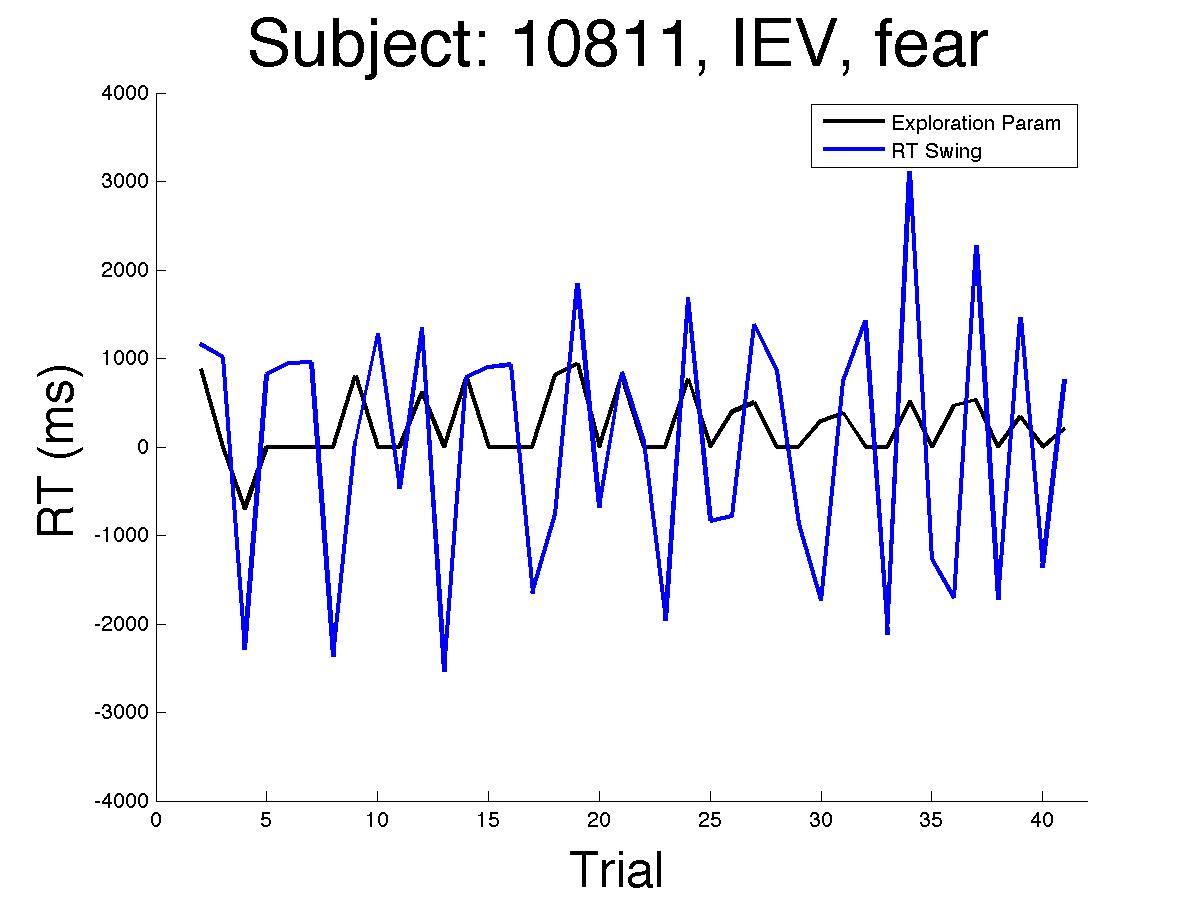 Subject: 10811, IEV, fear
4000
3000
2000
1000
0
-1000
-2000
-3000
-4000
RT (ms)
Exploration Param
RT Swing
0 5 10 15 20 25 30 35 40
Trial